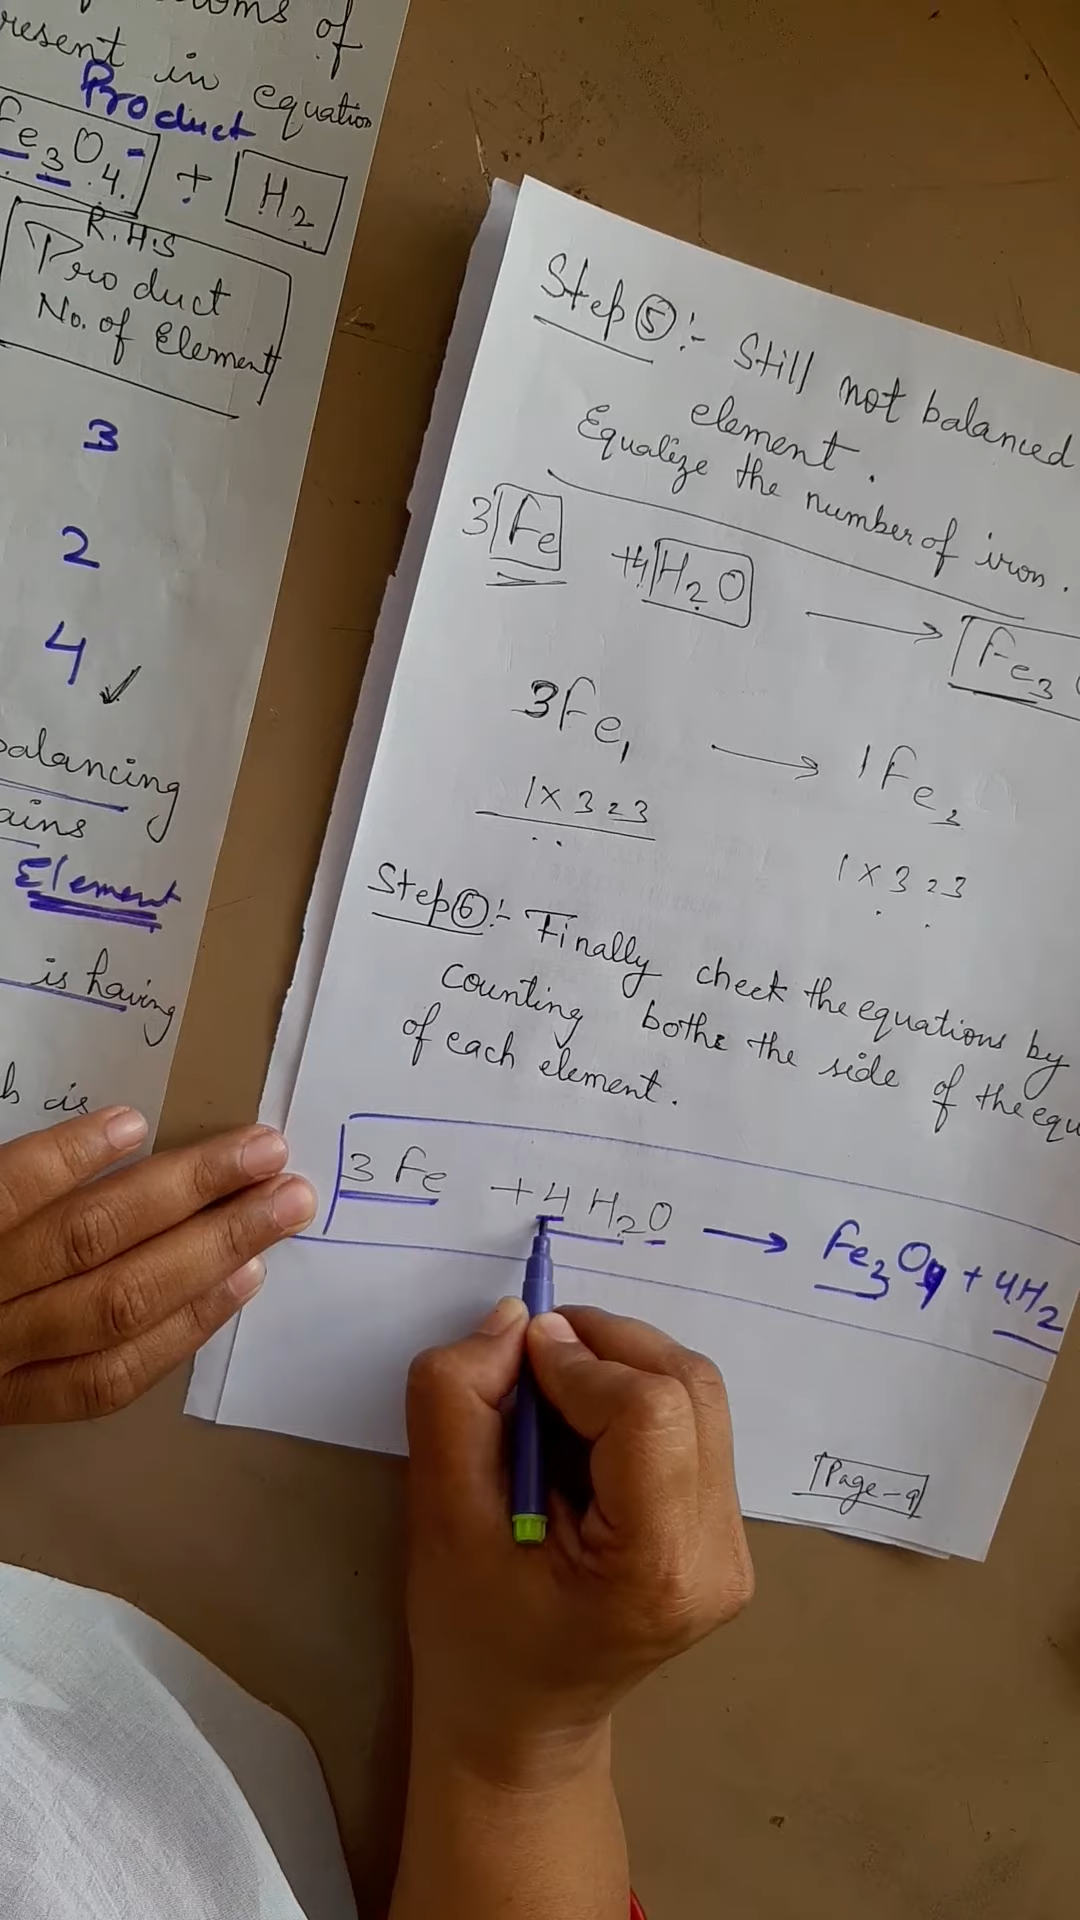 of
resent in equation
Product
Fe3O4 + H2
R.H.S
Product
No. of Element
3
2
4 ✓
balancing
ains
Element
is having
is
Step ⑤:- Still not balanced
element.
Equalize the number of iron.
3 Fe +4 H2O → Fe3
3Fe1 → 1Fe3
1×3=3 1×3=3
Step ⑥:- Finally check the equations by
counting both the side of the equ
of each element.
3 Fe + 4 H2O → Fe3O4 + 4H2
Page-9